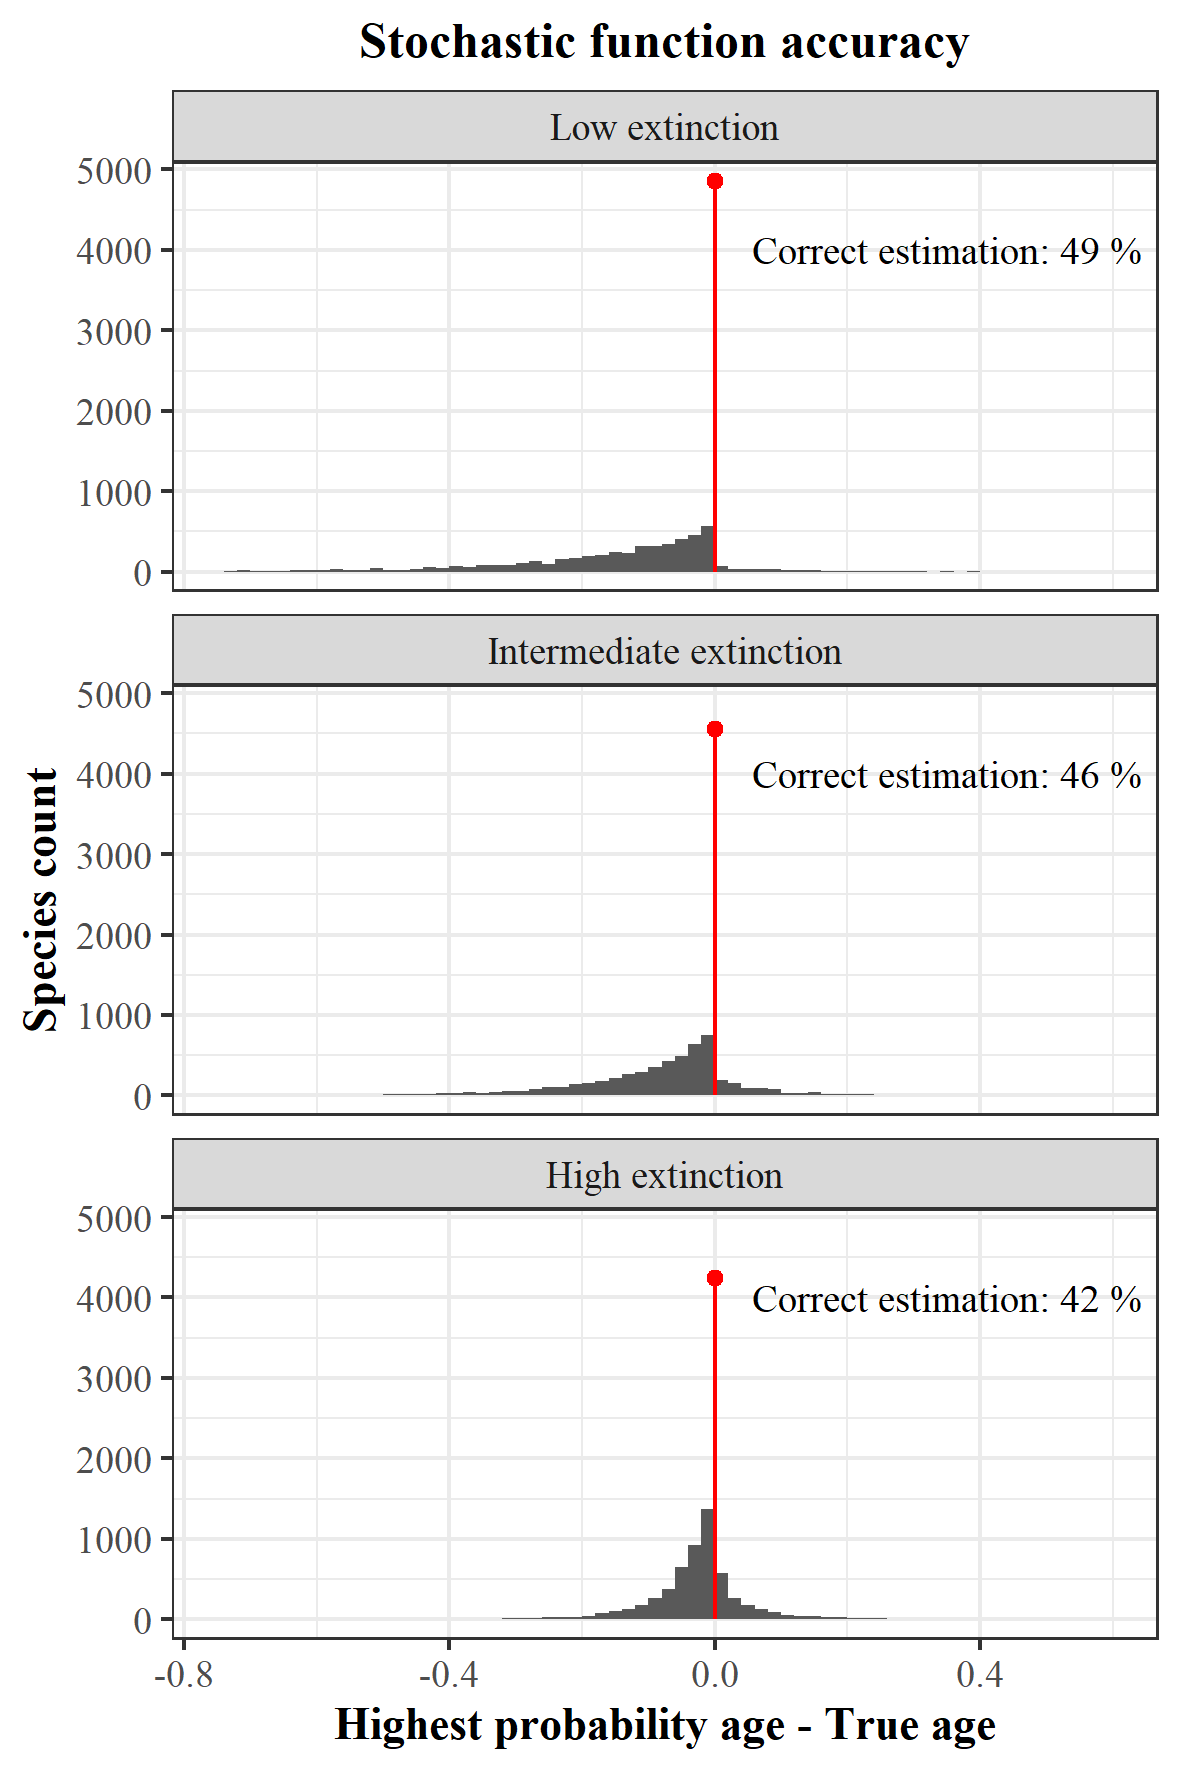 Stochastic function accuracy
Low extinction
5000
4000
3000
2000
1000
0
Correct estimation: 49 %
Intermediate extinction
5000
4000
3000
2000
1000
0
Correct estimation: 46 %
High extinction
5000
4000
3000
2000
1000
0
Correct estimation: 42 %
Species count
-0.8 -0.4 0.0 0.4
Highest probability age - True age